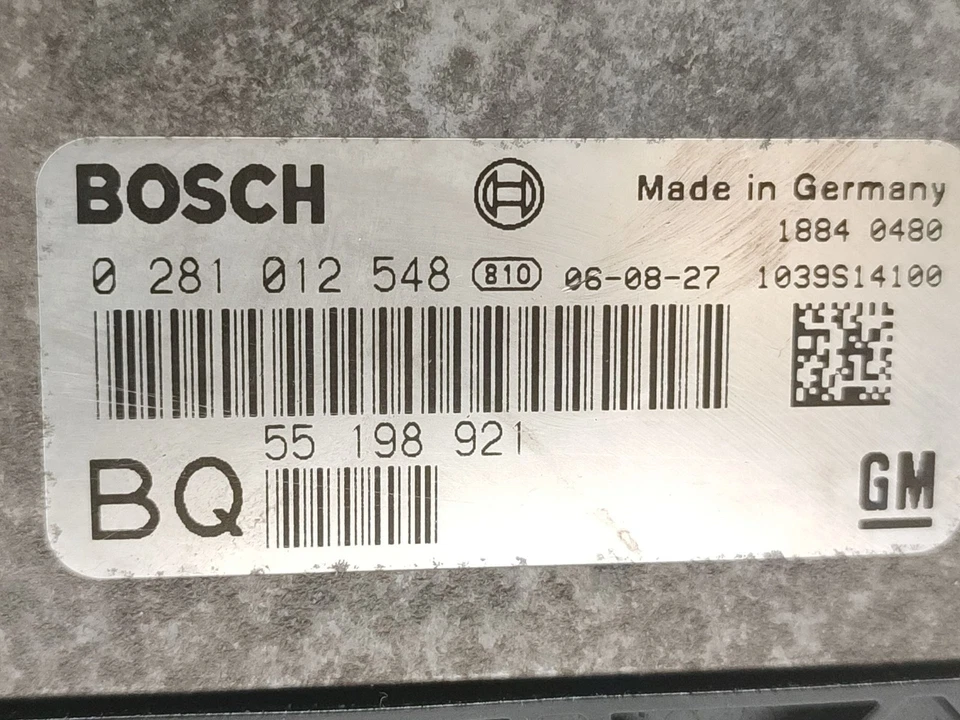 BOSCH
Made in Germany
1884 0480
0 281 012 548 810 06-08-27 1039S14100
55 198 921
BQ
GM